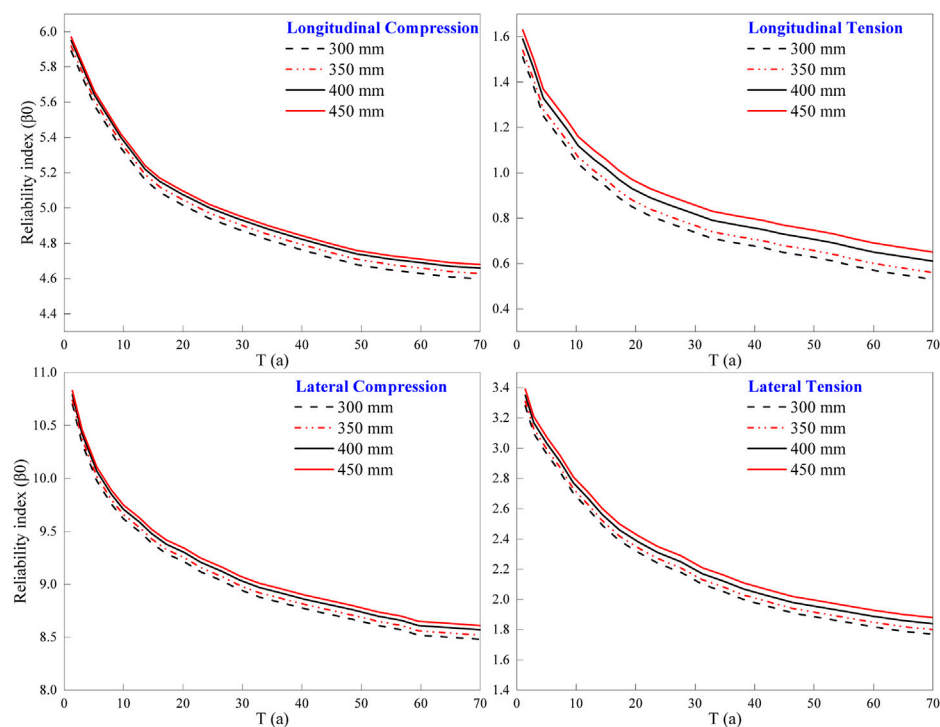 Longitudinal Compression
300 mm
350 mm
400 mm
450 mm
Reliability index (β0)
6.0
5.8
5.6
5.4
5.2
5.0
4.8
4.6
4.4
0 10 20 30 40 50 60 70
T (a)
Longitudinal Tension
300 mm
350 mm
400 mm
450 mm
1.6
1.4
1.2
1.0
0.8
0.6
0.4
0 10 20 30 40 50 60 70
T (a)
Lateral Compression
300 mm
350 mm
400 mm
450 mm
Reliability index (β0)
11.0
10.5
10.0
9.5
9.0
8.5
8.0
0 10 20 30 40 50 60 70
T (a)
Lateral Tension
300 mm
350 mm
400 mm
450 mm
3.4
3.2
3.0
2.8
2.6
2.4
2.2
2.0
1.8
1.6
1.4
0 10 20 30 40 50 60 70
T (a)